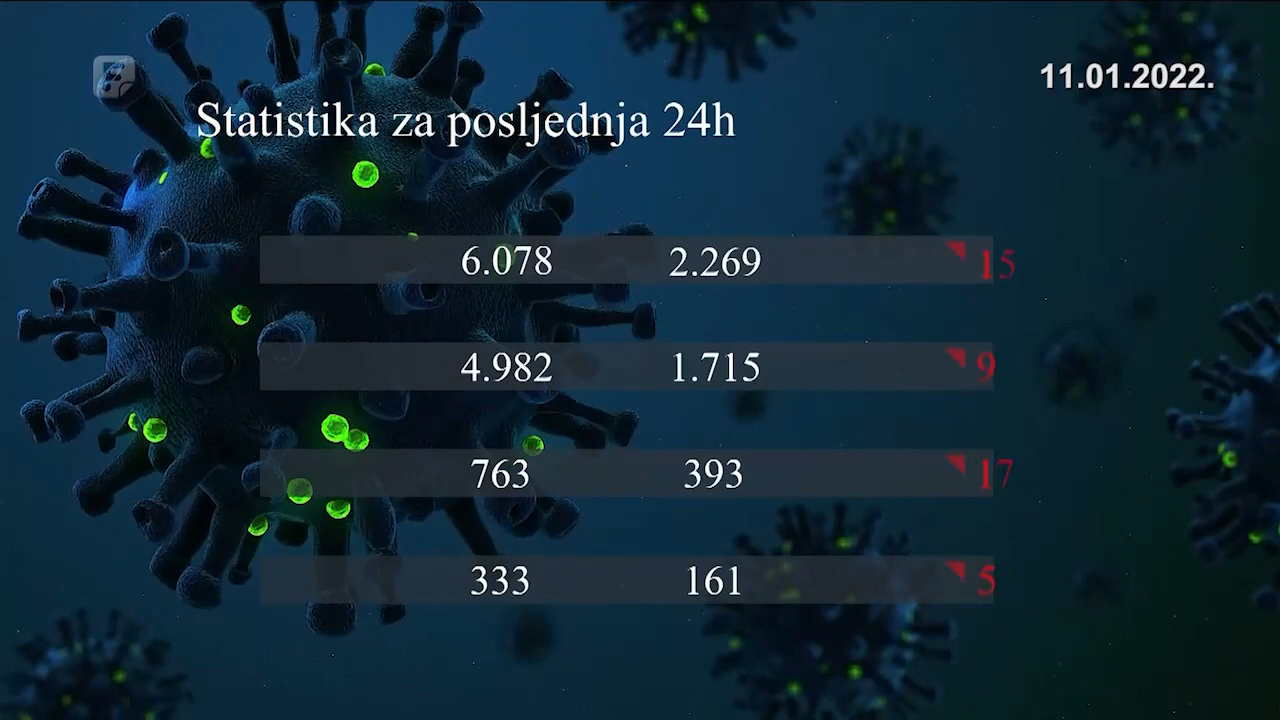 11.01.2022.
Statistika za posljednja 24h
6.078 2.269 15
4.982 1.715 9
763 393 17
333 161 5